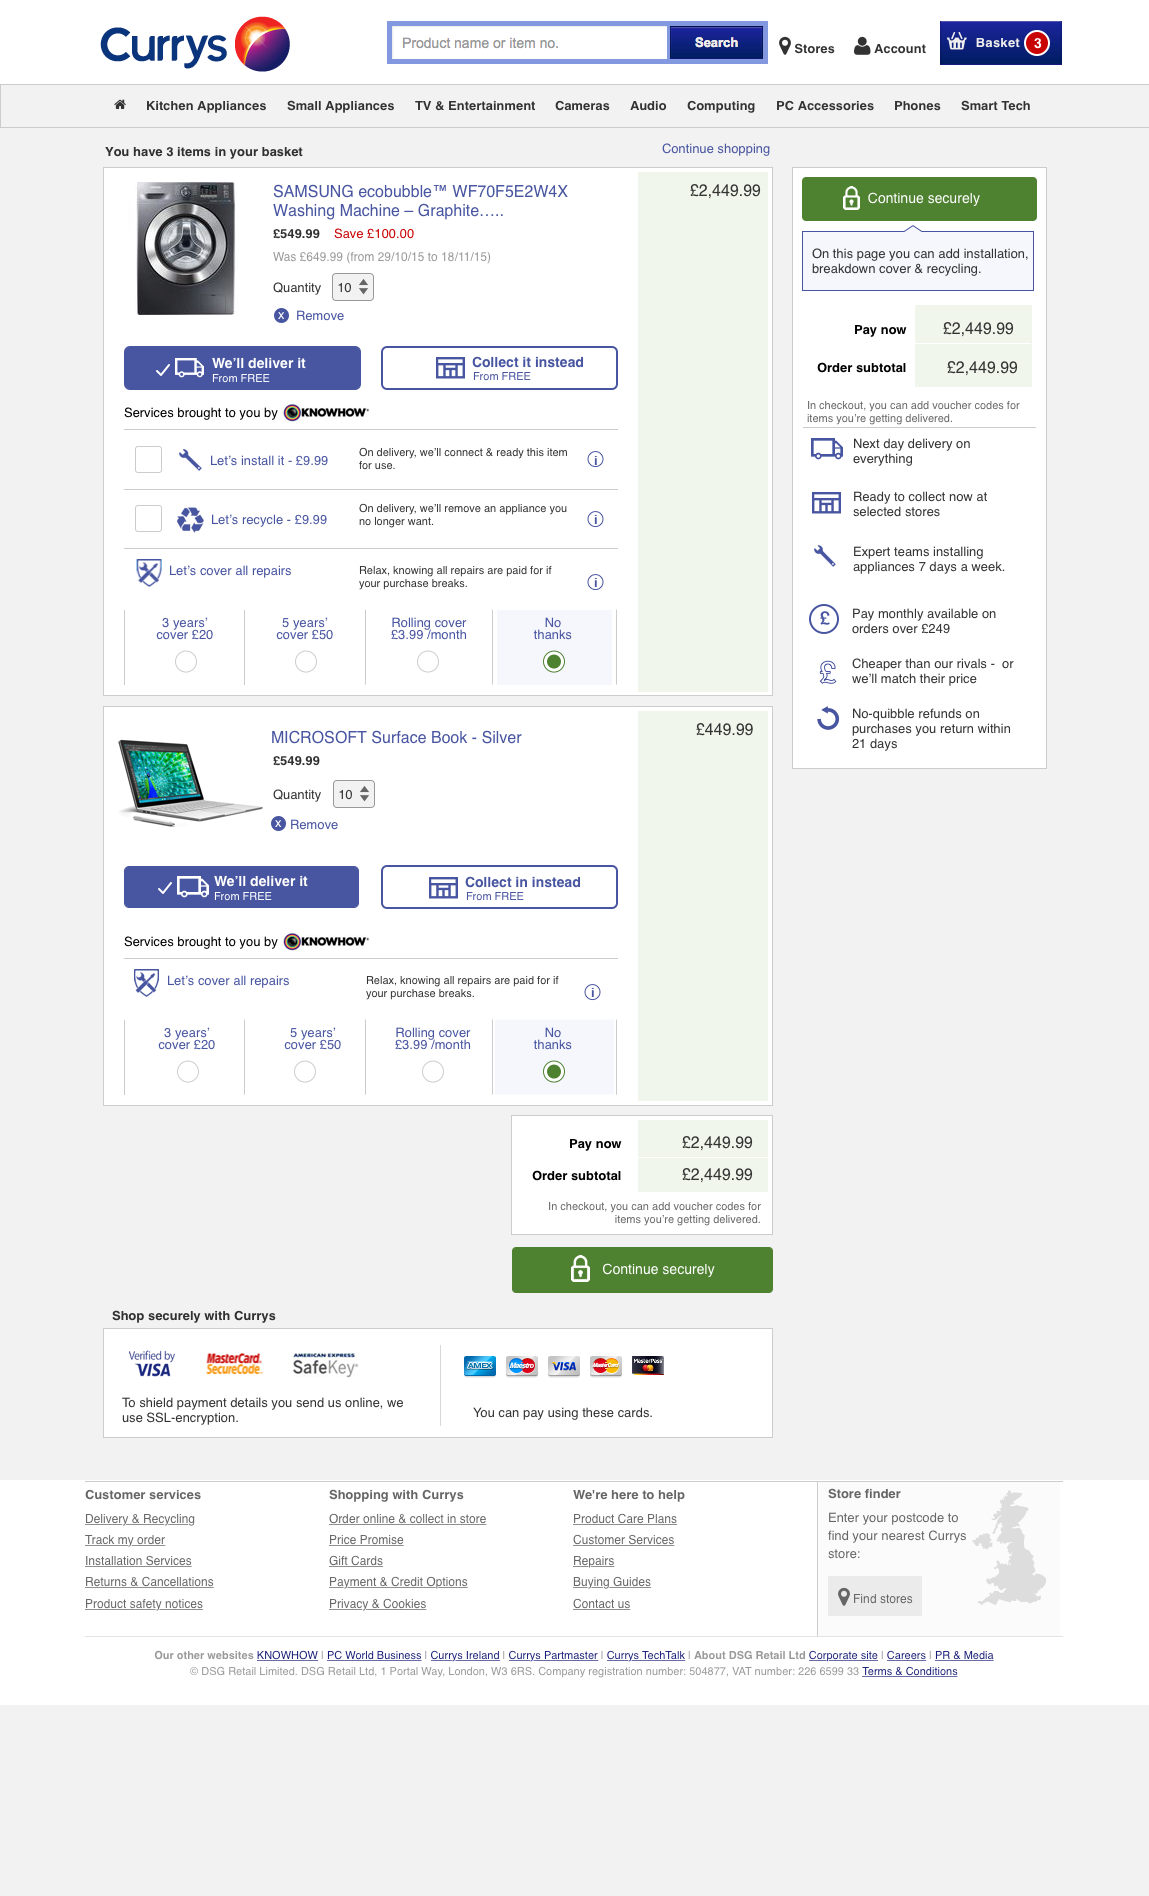 Currys
Product name or item no.
Search
Stores
Account
Basket 3
Kitchen Appliances
Small Appliances
TV & Entertainment
Cameras
Audio
Computing
PC Accessories
Phones
Smart Tech
You have 3 items in your basket
Continue shopping
SAMSUNG ecobubble™ WF70F5E2W4X
Washing Machine – Graphite…..
£549.99 Save £100.00
Was £649.99 (from 29/10/15 to 18/11/15)
Quantity 10
x Remove
£2,449.99
We'll deliver it
From FREE
Collect it instead
From FREE
Services brought to you by KNOWHOW
Let's install it - £9.99
On delivery, we'll connect & ready this item
for use.
i
Let's recycle - £9.99
On delivery, we'll remove an appliance you
no longer want.
i
Let's cover all repairs
Relax, knowing all repairs are paid for if
your purchase breaks.
i
3 years'
cover £20
5 years'
cover £50
Rolling cover
£3.99 /month
No
thanks
MICROSOFT Surface Book - Silver
£549.99
Quantity 10
x Remove
£449.99
We'll deliver it
From FREE
Collect in instead
From FREE
Services brought to you by KNOWHOW
Let's cover all repairs
Relax, knowing all repairs are paid for if
your purchase breaks.
i
3 years'
cover £20
5 years'
cover £50
Rolling cover
£3.99 /month
No
thanks
Pay now £2,449.99
Order subtotal £2,449.99
In checkout, you can add voucher codes for
items you're getting delivered.
Continue securely
Continue securely
On this page you can add installation,
breakdown cover & recycling.
Pay now £2,449.99
Order subtotal £2,449.99
In checkout, you can add voucher codes for
items you're getting delivered.
Next day delivery on
everything
Ready to collect now at
selected stores
Expert teams installing
appliances 7 days a week.
£
Pay monthly available on
orders over £249
£
Cheaper than our rivals - or
we'll match their price
No-quibble refunds on
purchases you return within
21 days
Shop securely with Currys
Verified by
VISA
MasterCard.
SecureCode.
AMERICAN EXPRESS
SafeKey
To shield payment details you send us online, we
use SSL-encryption.
AMEX
Maestro
VISA
MasterCard
MasterPass
You can pay using these cards.
Customer services
Delivery & Recycling
Track my order
Installation Services
Returns & Cancellations
Product safety notices
Shopping with Currys
Order online & collect in store
Price Promise
Gift Cards
Payment & Credit Options
Privacy & Cookies
We're here to help
Product Care Plans
Customer Services
Repairs
Buying Guides
Contact us
Store finder
Enter your postcode to
find your nearest Currys
store:
Find stores
Our other websites KNOWHOW | PC World Business | Currys Ireland | Currys Partmaster | Currys TechTalk | About DSG Retail Ltd Corporate site | Careers | PR & Media
© DSG Retail Limited. DSG Retail Ltd, 1 Portal Way, London, W3 6RS. Company registration number: 504877, VAT number: 226 6599 33 Terms & Conditions